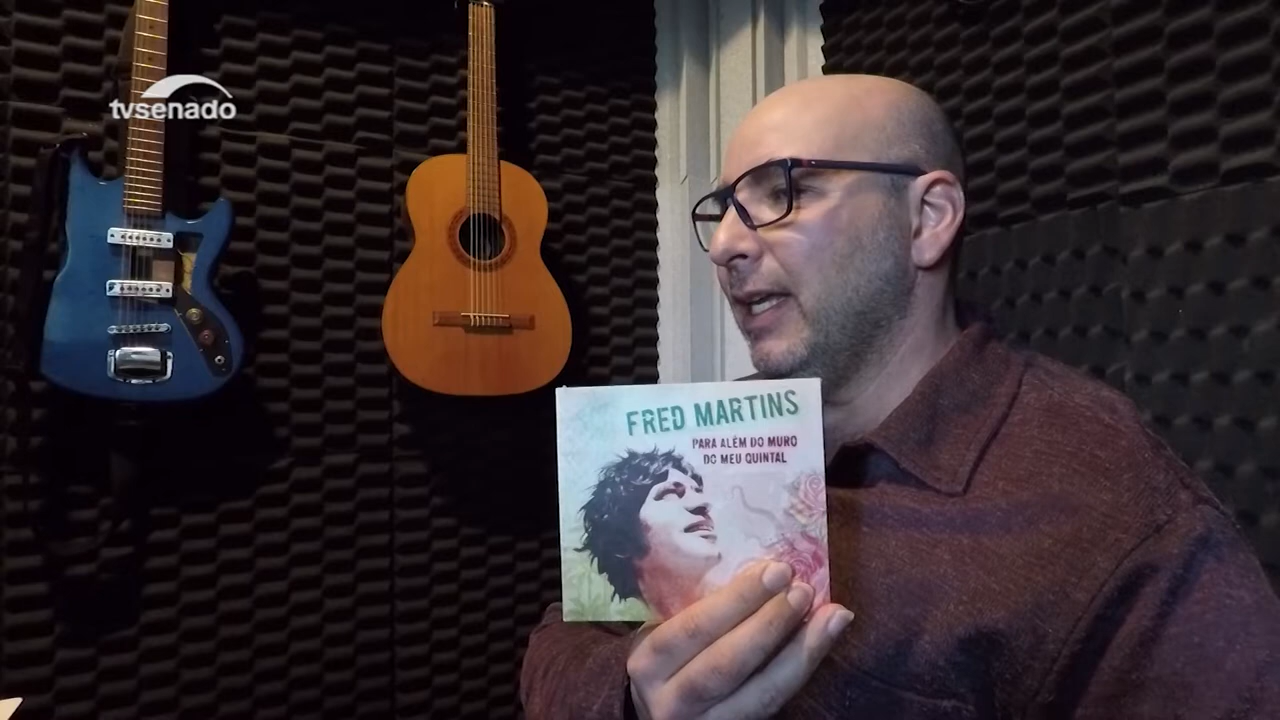 tvsenado
FRED MARTINS
PARA ALÉM DO MURO
DO MEU QUINTAL